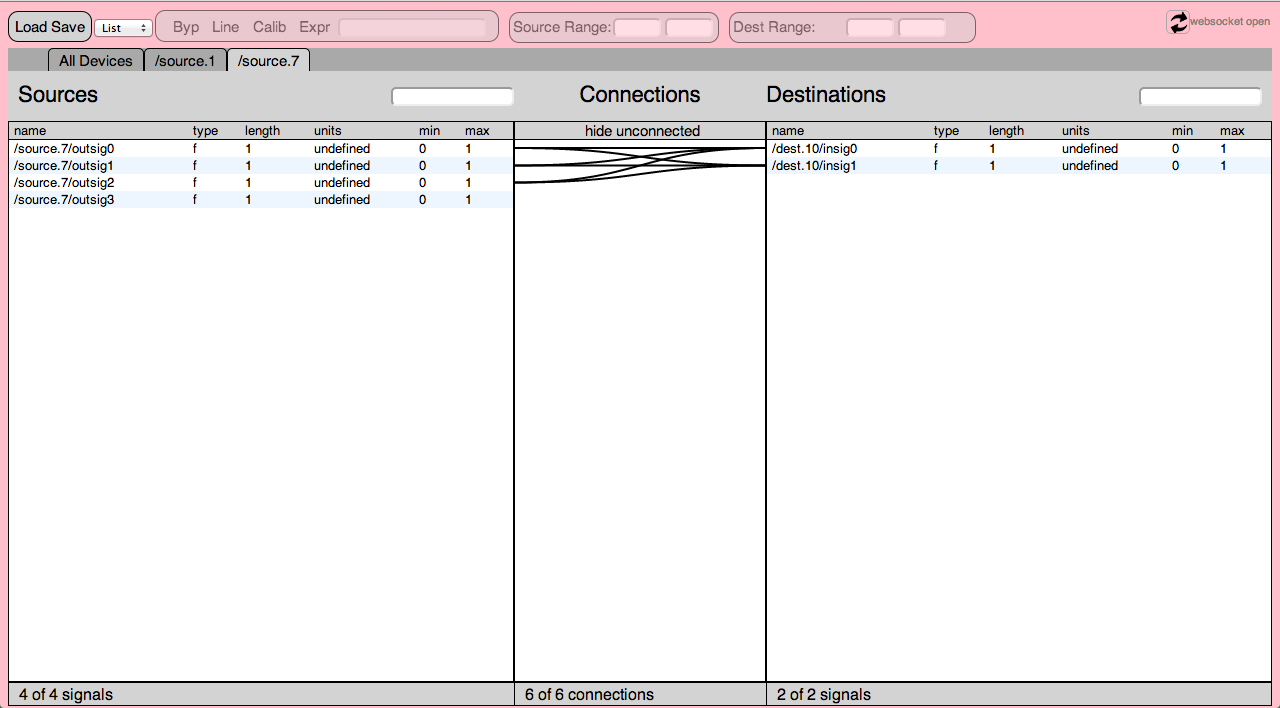 Load Save List Byp Line Calib Expr Source Range: Dest Range: websocket open
All Devices /source.1 /source.7
Sources Connections Destinations
name type length units min max hide unconnected name type length units min max
/source.7/outsig0 f 1 undefined 0 1 /dest.10/insig0 f 1 undefined 0 1
/source.7/outsig1 f 1 undefined 0 1 /dest.10/insig1 f 1 undefined 0 1
/source.7/outsig2 f 1 undefined 0 1
/source.7/outsig3 f 1 undefined 0 1
4 of 4 signals 6 of 6 connections 2 of 2 signals